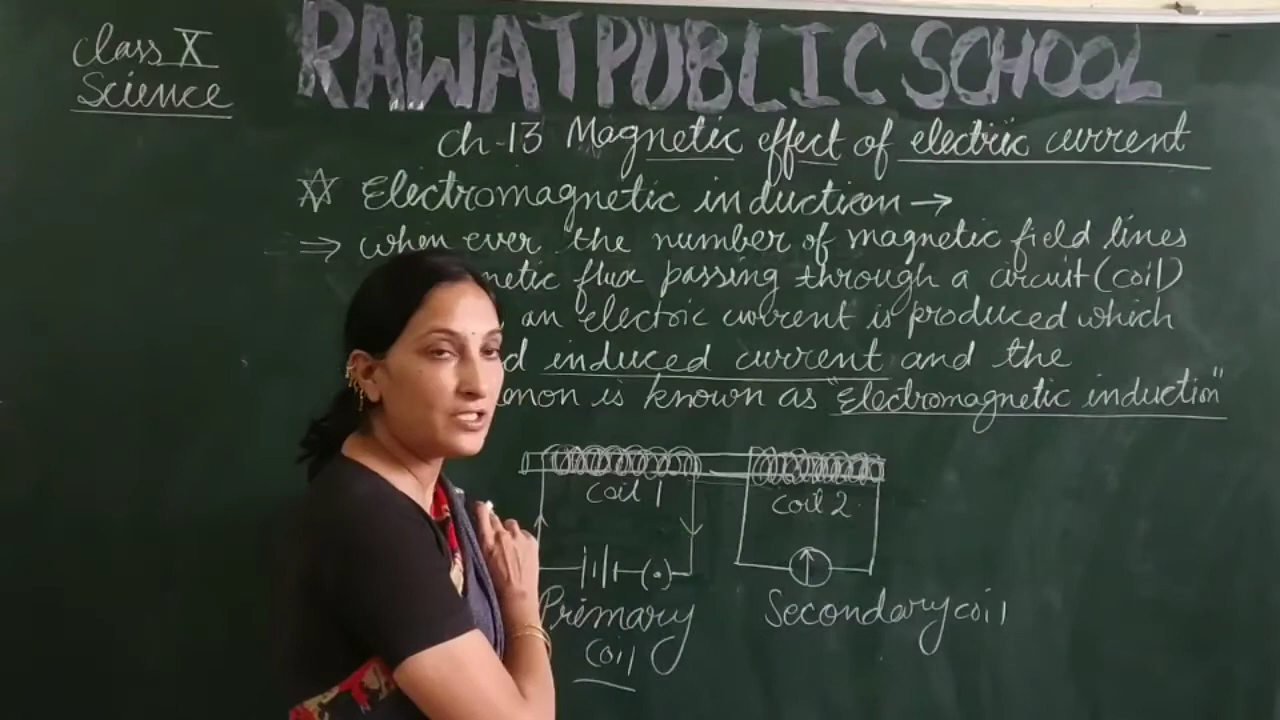 Class X
Science
RAWAT PUBLIC SCHOOL
ch-13 Magnetic effect of electric current
Electromagnetic induction →
⇒ when ever the number of magnetic field lines
netic flux passing through a circuit (coil)
an electric current is produced which
d induced current and the
enon is known as "Electromagnetic induction"
coil 1
coil 2
Primary
coil
Secondary coil